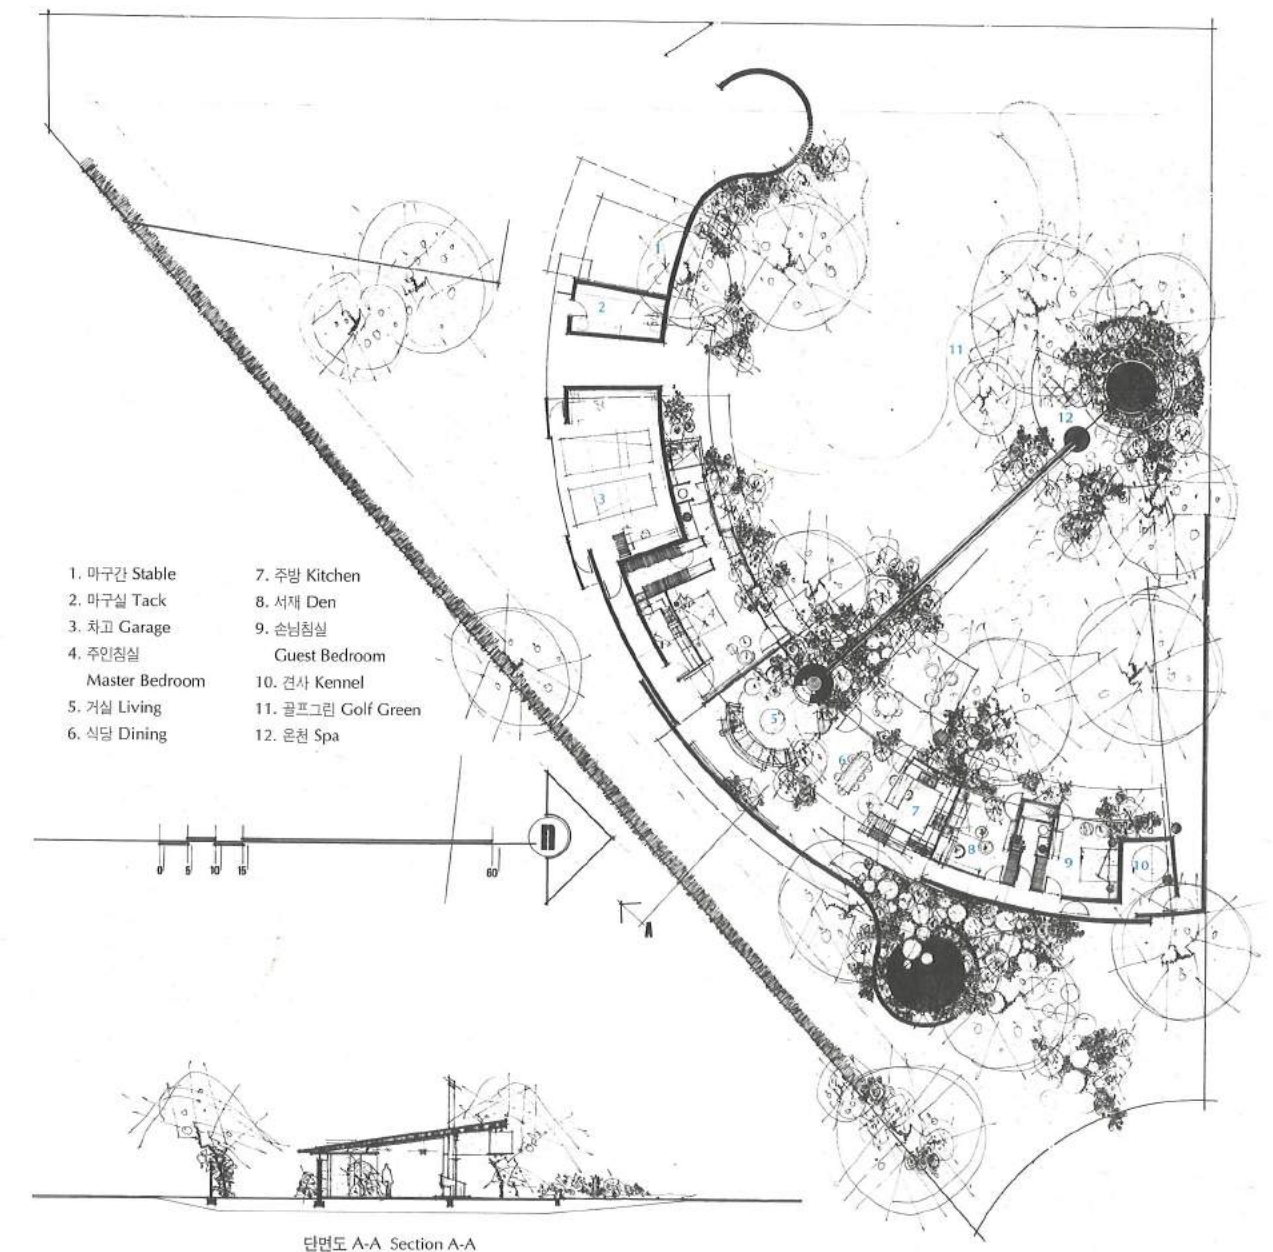 1
2
11
12
3
1. 마구간 Stable
2. 마구실 Tack
3. 차고 Garage
4. 주인침실
Master Bedroom
5. 거실 Living
6. 식당 Dining
7. 주방 Kitchen
8. 서재 Den
9. 손님침실
Guest Bedroom
10. 견사 Kennel
11. 골프그린 Golf Green
12. 온천 Spa
5
6
7
8
9
10
0 5 10 15 60
A
단면도 A-A Section A-A